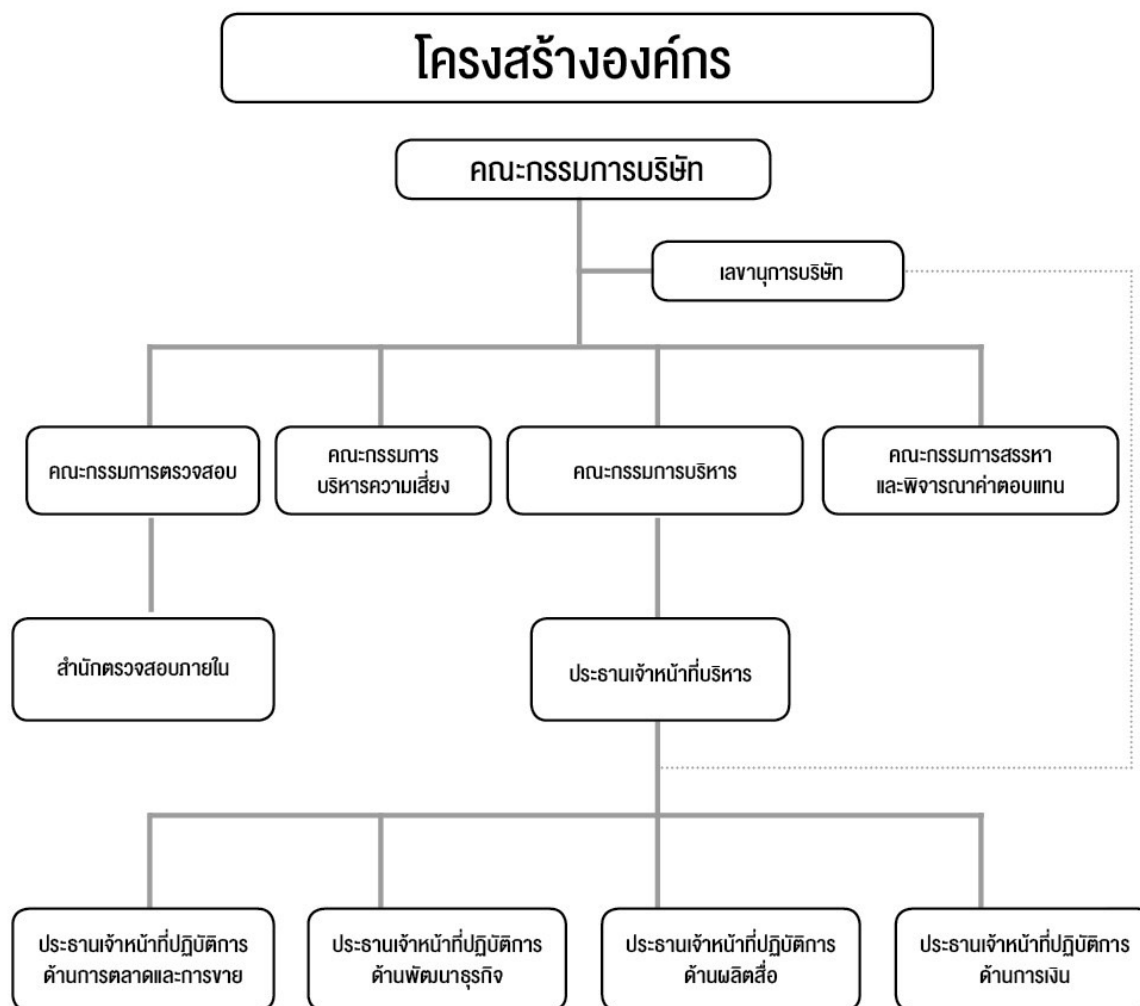 โครงสร้างองค์กร
คณะกรรมการบริษัท
เลขานุการบริษัท
คณะกรรมการตรวจสอบ
คณะกรรมการ
บริหารความเสี่ยง
คณะกรรมการบริหาร
คณะกรรมการสรรหา
และพิจารณาค่าตอบแทน
สำนักตรวจสอบภายใน
ประธานเจ้าหน้าที่บริหาร
ประธานเจ้าหน้าที่ปฏิบัติการ
ด้านการตลาดและการขาย
ประธานเจ้าหน้าที่ปฏิบัติการ
ด้านพัฒนาธุรกิจ
ประธานเจ้าหน้าที่ปฏิบัติการ
ด้านผลิตสื่อ
ประธานเจ้าหน้าที่ปฏิบัติการ
ด้านการเงิน